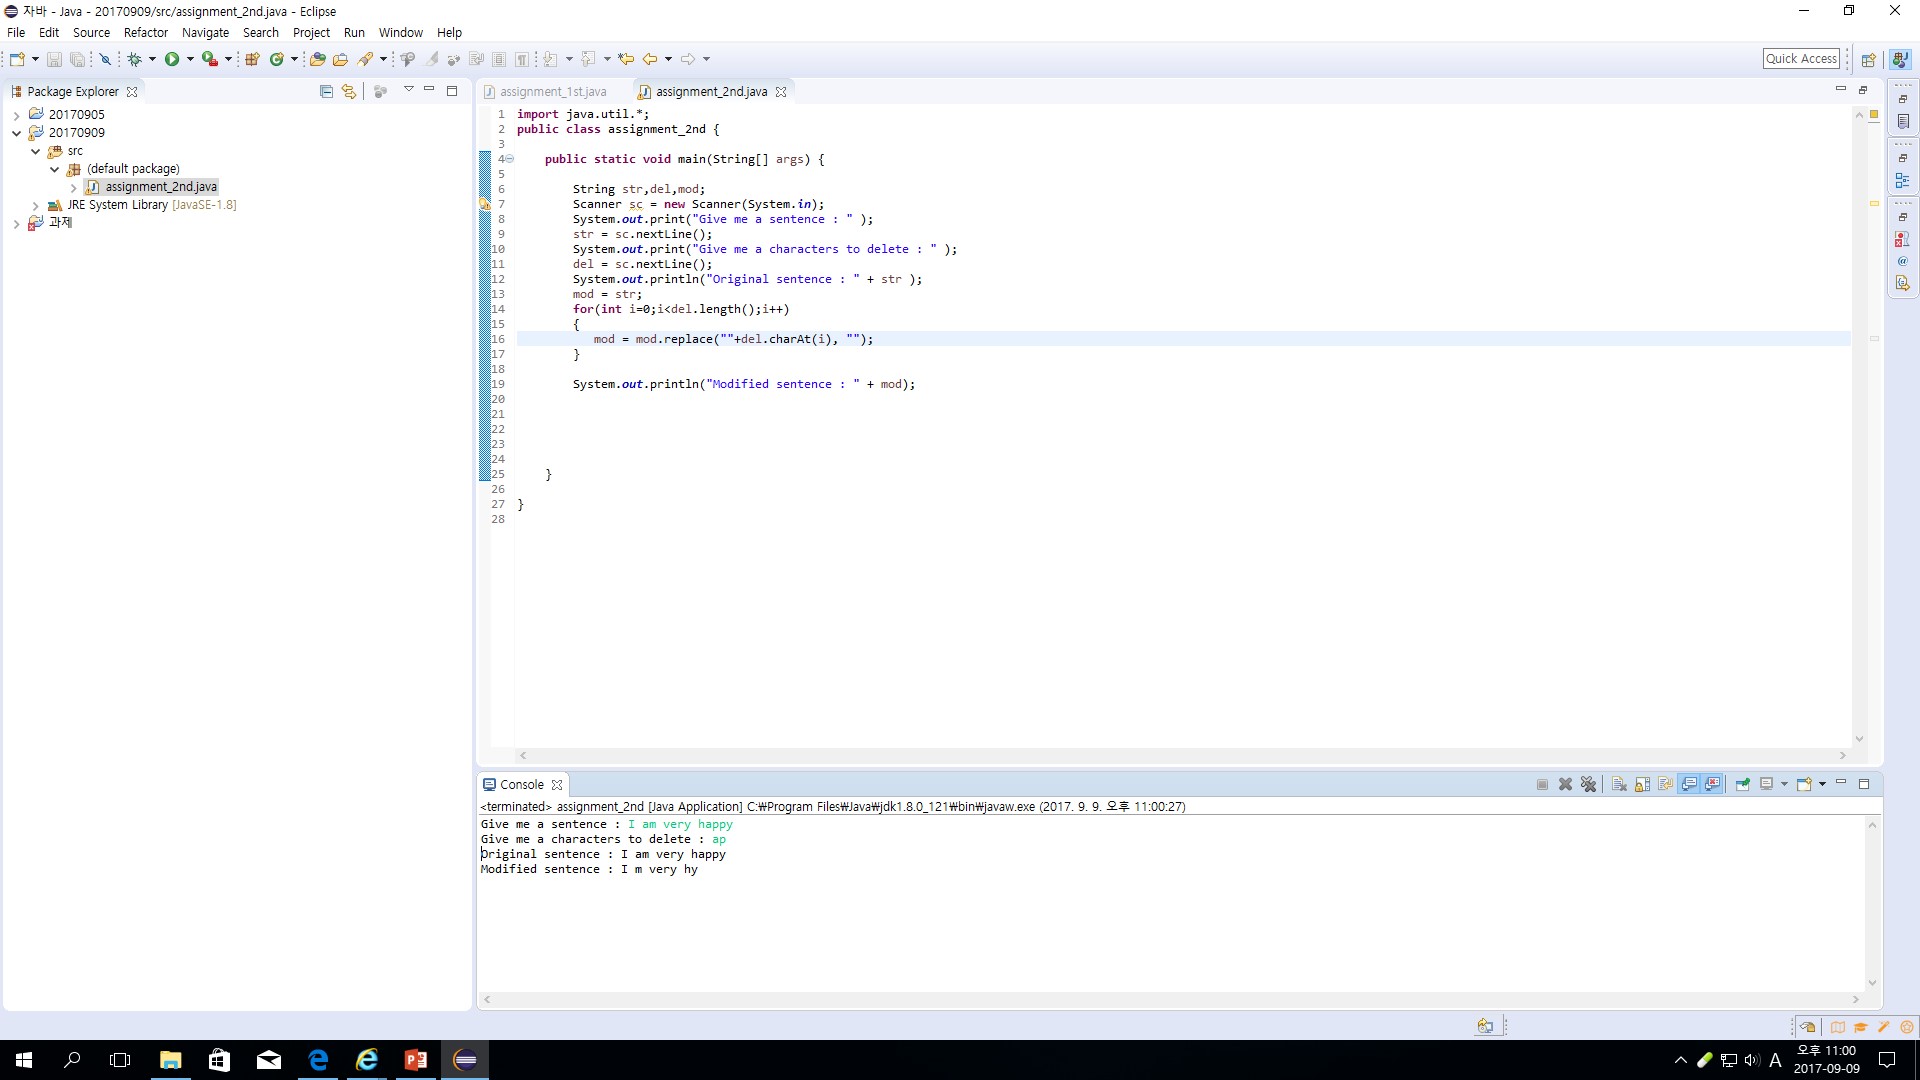 자바 - Java - 20170909/src/assignment_2nd.java - Eclipse
File Edit Source Refactor Navigate Search Project Run Window Help
Quick Access
Package Explorer
20170905
20170909
src
(default package)
assignment_2nd.java
JRE System Library [JavaSE-1.8]
과제
assignment_1st.java assignment_2nd.java
1 import java.util.*;
2 public class assignment_2nd {
3
4 public static void main(String[] args) {
5
6 String str,del,mod;
7 Scanner sc = new Scanner(System.in);
8 System.out.print("Give me a sentence : " );
9 str = sc.nextLine();
10 System.out.print("Give me a characters to delete : " );
11 del = sc.nextLine();
12 System.out.println("Original sentence : " + str );
13 mod = str;
14 for(int i=0;i<del.length();i++)
15 {
16 mod = mod.replace(""+del.charAt(i), "");
17 }
18
19 System.out.println("Modified sentence : " + mod);
20
21
22
23
24
25 }
26
27 }
28
Console
<terminated> assignment_2nd [Java Application] C:₩Program Files₩Java₩jdk1.8.0_121₩bin₩javaw.exe (2017. 9. 9. 오후 11:00:27)
Give me a sentence : I am very happy
Give me a characters to delete : ap
Original sentence : I am very happy
Modified sentence : I m very hy
A
오후 11:00
2017-09-09